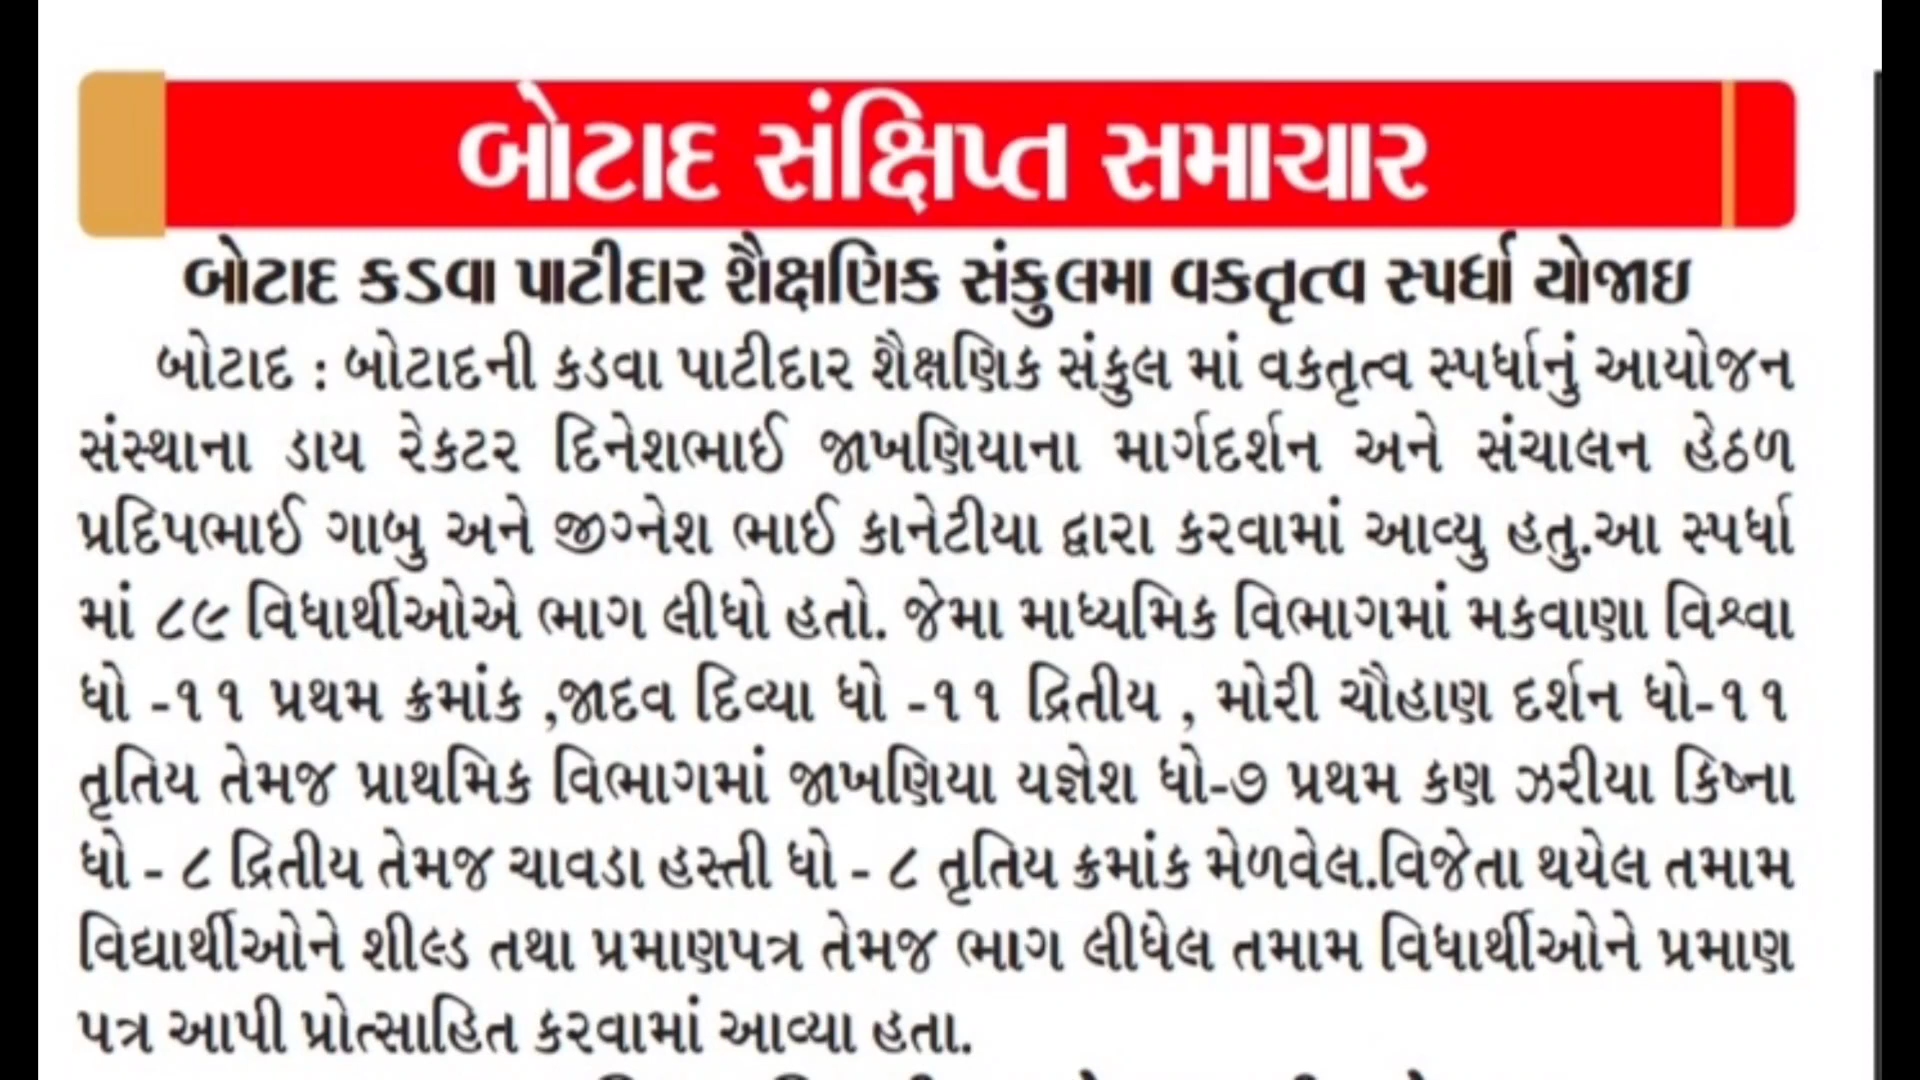 બોટાદ સંક્ષિપ્ત સમાચાર
બોટાદ કડવા પાટીદાર શૈક્ષણિક સંકુલમા વકતૃત્વ સ્પર્ધા યોજાઇ
બોટાદ : બોટાદની કડવા પાટીદાર શૈક્ષણિક સંકુલ માં વકતૃત્વ સ્પર્ધાનું આયોજન
સંસ્થાના ડાય રેકટર દિનેશભાઈ જાખણિયાના માર્ગદર્શન અને સંચાલન હેઠળ
પ્રદિપભાઈ ગાબુ અને જીગ્નેશ ભાઈ કાનેટીયા દ્વારા કરવામાં આવ્યુ હતુ.આ સ્પર્ધા
માં ૮૯ વિધાર્થીઓએ ભાગ લીધો હતો. જેમા માધ્યમિક વિભાગમાં મકવાણા વિશ્વા
ધો -૧૧ પ્રથમ ક્રમાંક ,જાદવ દિવ્યા ધો -૧૧ દ્રિતીય , મોરી ચૌહાણ દર્શન ધો-૧૧
તૃતિય તેમજ પ્રાથમિક વિભાગમાં જાખણિયા યજ્ઞેશ ધો-૭ પ્રથમ કણ ઝરીયા ક્રિષ્ના
ધો - ૮ દ્રિતીય તેમજ ચાવડા હસ્તી ધો - ૮ તૃતિય ક્રમાંક મેળવેલ.વિજેતા થયેલ તમામ
વિદ્યાર્થીઓને શીલ્ડ તથા પ્રમાણપત્ર તેમજ ભાગ લીધેલ તમામ વિધાર્થીઓને પ્રમાણ
પત્ર આપી પ્રોત્સાહિત કરવામાં આવ્યા હતા.